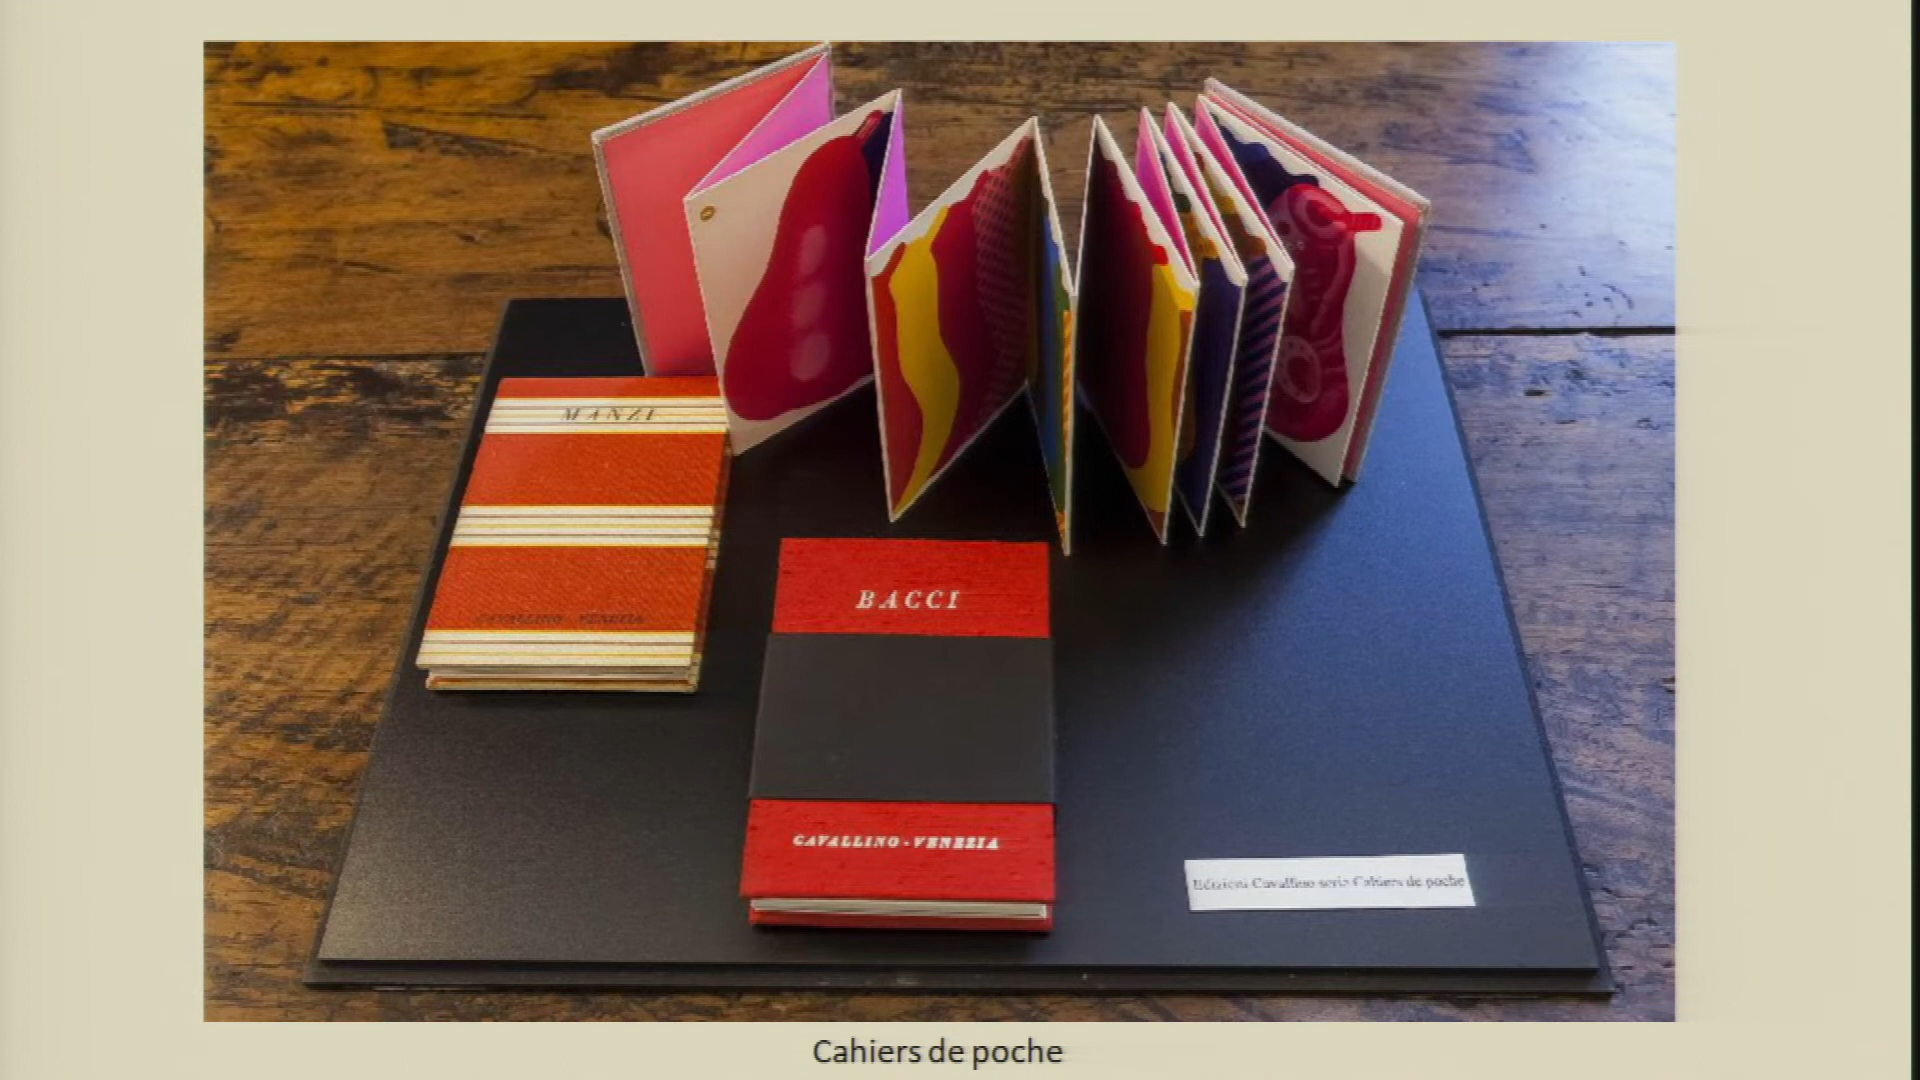 MANZI
CAVALLINO - VENEZIA
BACCI
CAVALLINO - VENEZIA
Edizioni Cavallino serie Cahiers de poche
Cahiers de poche